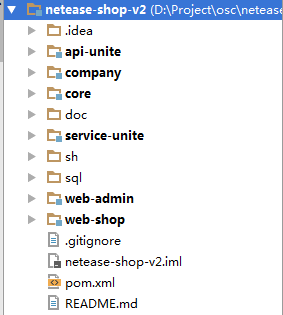 netease-shop-v2 (D:\Project\osc\netease
.idea
api-unite
company
core
doc
service-unite
sh
sql
web-admin
web-shop
.gitignore
netease-shop-v2.iml
pom.xml
README.md